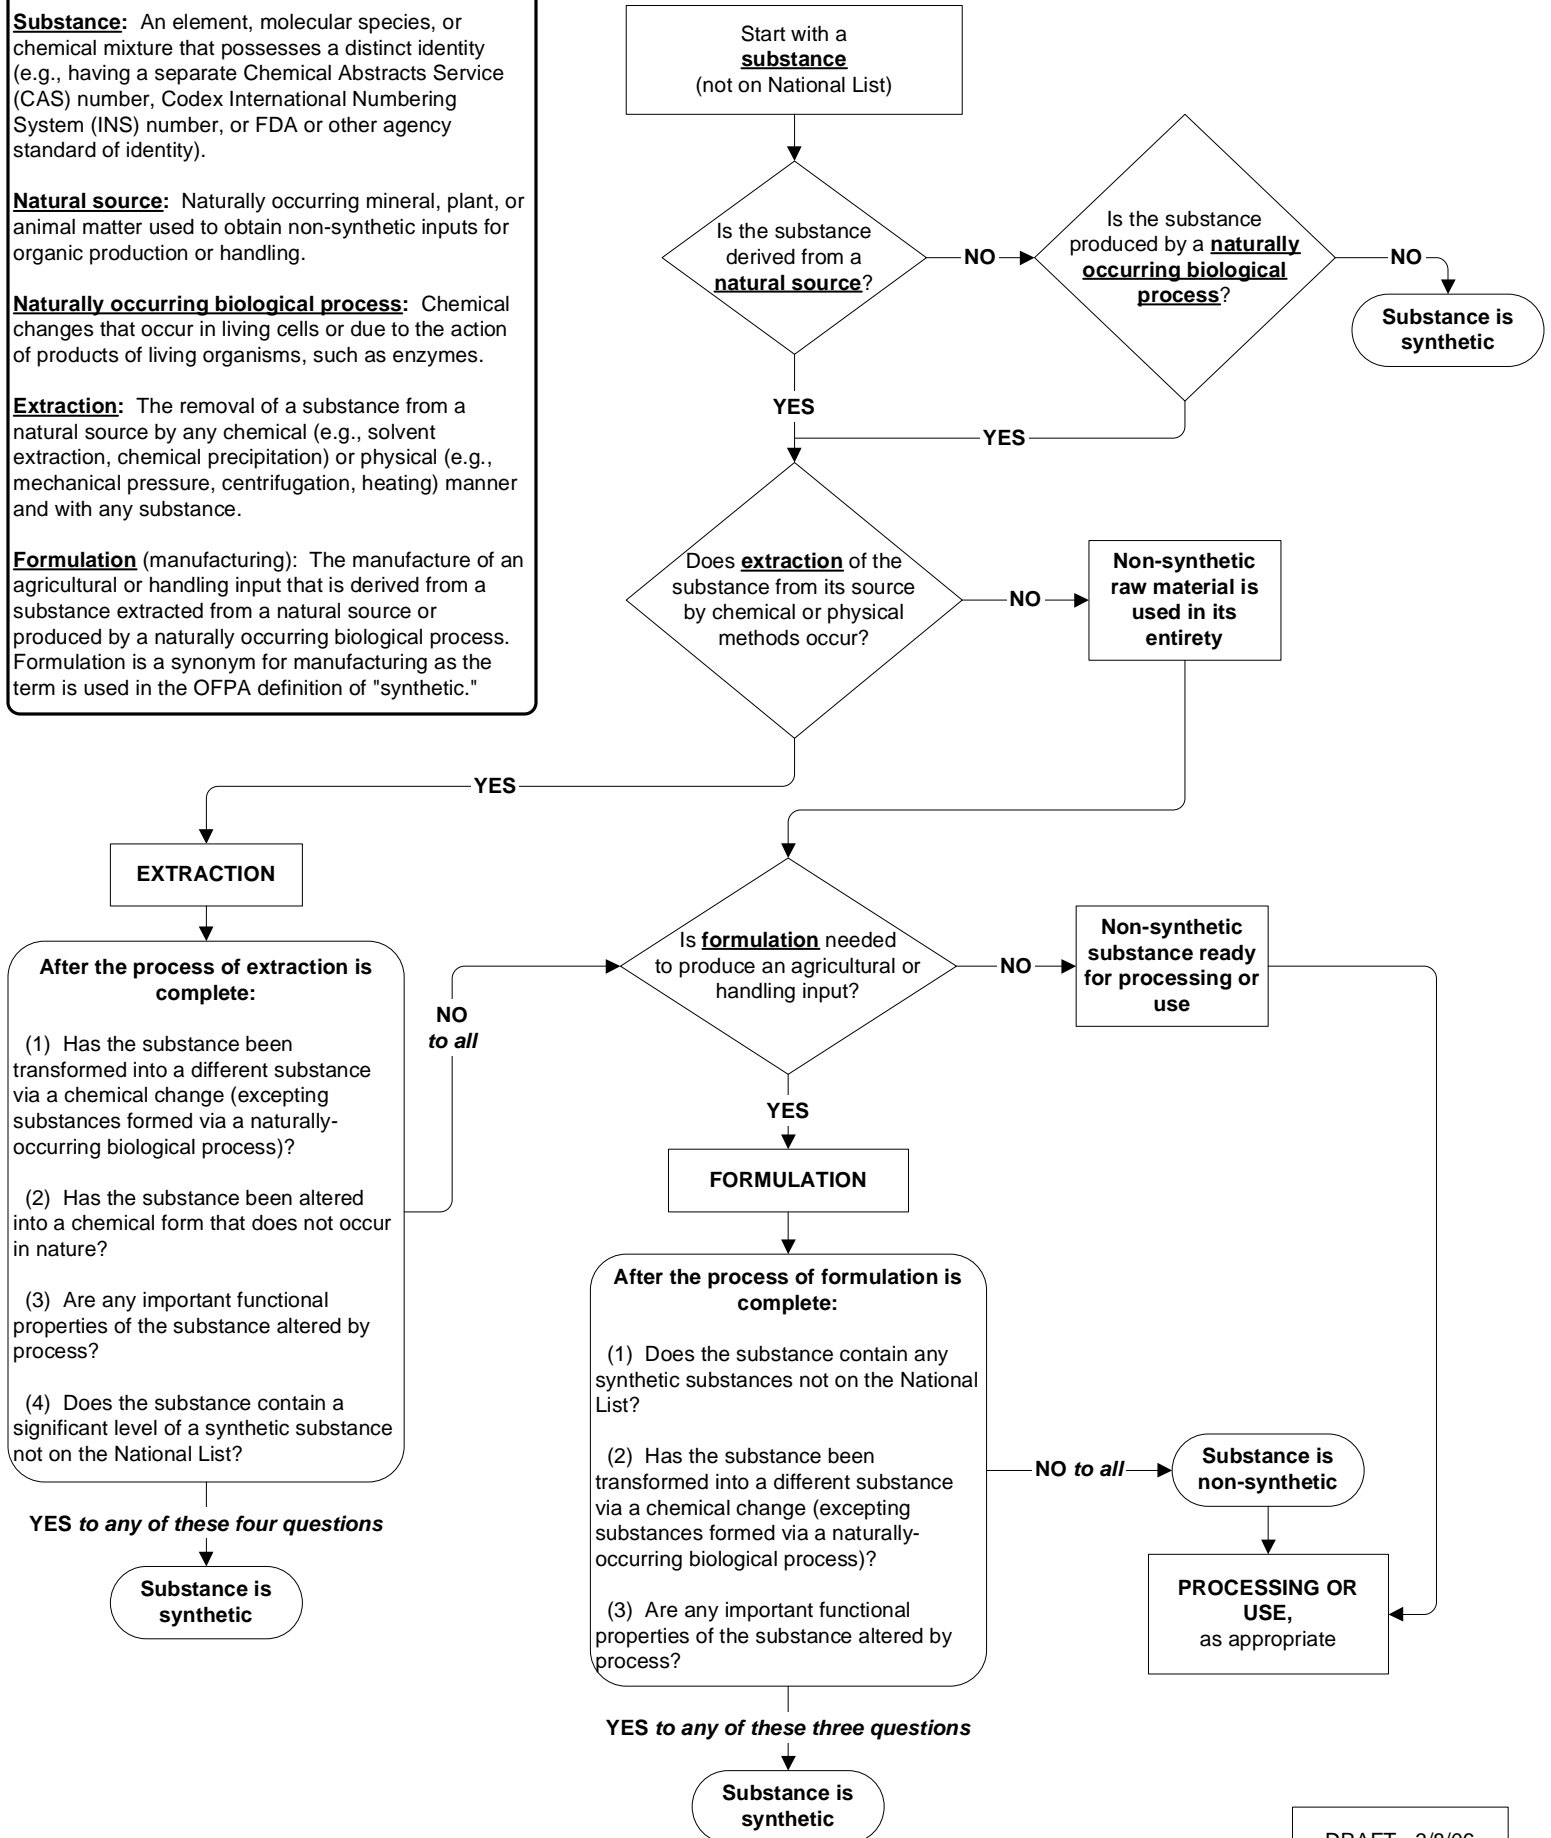 Substance: An element, molecular species, or
chemical mixture that possesses a distinct identity
(e.g., having a separate Chemical Abstracts Service
(CAS) number, Codex International Numbering
System (INS) number, or FDA or other agency
standard of identity).
Natural source: Naturally occurring mineral, plant, or
animal matter used to obtain non-synthetic inputs for
organic production or handling.
Naturally occurring biological process: Chemical
changes that occur in living cells or due to the action
of products of living organisms, such as enzymes.
Extraction: The removal of a substance from a
natural source by any chemical (e.g., solvent
extraction, chemical precipitation) or physical (e.g.,
mechanical pressure, centrifugation, heating) manner
and with any substance.
Formulation (manufacturing): The manufacture of an
agricultural or handling input that is derived from a
substance extracted from a natural source or
produced by a naturally occurring biological process.
Formulation is a synonym for manufacturing as the
term is used in the OFPA definition of "synthetic."
Start with a
substance
(not on National List)
Is the substance
derived from a
natural source?
NO
Is the substance
produced by a naturally
occurring biological
process?
NO
Substance is
synthetic
YES
YES
Does extraction of the
substance from its source
by chemical or physical
methods occur?
NO
Non-synthetic
raw material is
used in its
entirety
YES
EXTRACTION
After the process of extraction is
complete:
(1) Has the substance been
transformed into a different substance
via a chemical change (excepting
substances formed via a naturally-
occurring biological process)?
(2) Has the substance been altered
into a chemical form that does not occur
in nature?
(3) Are any important functional
properties of the substance altered by
process?
(4) Does the substance contain a
significant level of a synthetic substance
not on the National List?
NO
to all
YES to any of these four questions
Substance is
synthetic
Is formulation needed
to produce an agricultural or
handling input?
NO
Non-synthetic
substance ready
for processing or
use
YES
FORMULATION
After the process of formulation is
complete:
(1) Does the substance contain any
synthetic substances not on the National
List?
(2) Has the substance been
transformed into a different substance
via a chemical change (excepting
substances formed via a naturally-
occurring biological process)?
(3) Are any important functional
properties of the substance altered by
process?
NO to all
Substance is
non-synthetic
PROCESSING OR
USE,
as appropriate
YES to any of these three questions
Substance is
synthetic
DRAFT